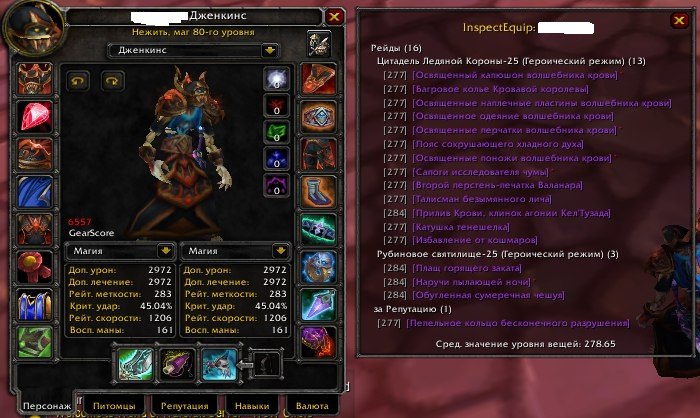 Дженкинс
Нежить, маг 80-го уровня
Дженкинс
0
0
0
0
0
6557
GearScore
Магия
Доп. урон: 2972
Доп. лечение: 2972
Рейт. меткости: 283
Крит. удар: 45.04%
Рейт. скорости: 1206
Восп. маны: 161
Магия
Доп. урон: 2972
Доп. лечение: 2972
Рейт. меткости: 283
Крит. удар: 45.04%
Рейт. скорости: 1206
Восп. маны: 161
Персонаж
Питомцы
Репутация
Навыки
Валюта
InspectEquip:
Рейды (16)
Цитадель Ледяной Короны-25 (Героический режим) (13)
[277] [Освященный капюшон волшебника крови]
[277] [Багровое колье Кровавой королевы]
[277] [Освященные наплечные пластины волшебника крови]
[277] [Освященное одеяние волшебника крови]
[277] [Освященные перчатки волшебника крови]
[277] [Пояс сокрушающего хладного духа]
[277] [Освященные поножи волшебника крови]
[277] [Сапоги исследователя чумы]
[277] [Второй перстень-печатка Валанара]
[277] [Талисман безымянного лича]
[284] [Прилив Крови, клинок агонии Кел'Тузада]
[277] [Катушка тенешелка]
[277] [Избавление от кошмаров]
Рубиновое святилище-25 (Героический режим) (3)
[284] [Плащ горящего заката]
[284] [Наручи пылающей ночи]
[284] [Обугленная сумеречная чешуя]
за Репутацию (1)
[277] [Пепельное кольцо бесконечного разрушения]
Сред. значение уровня вещей: 278.65